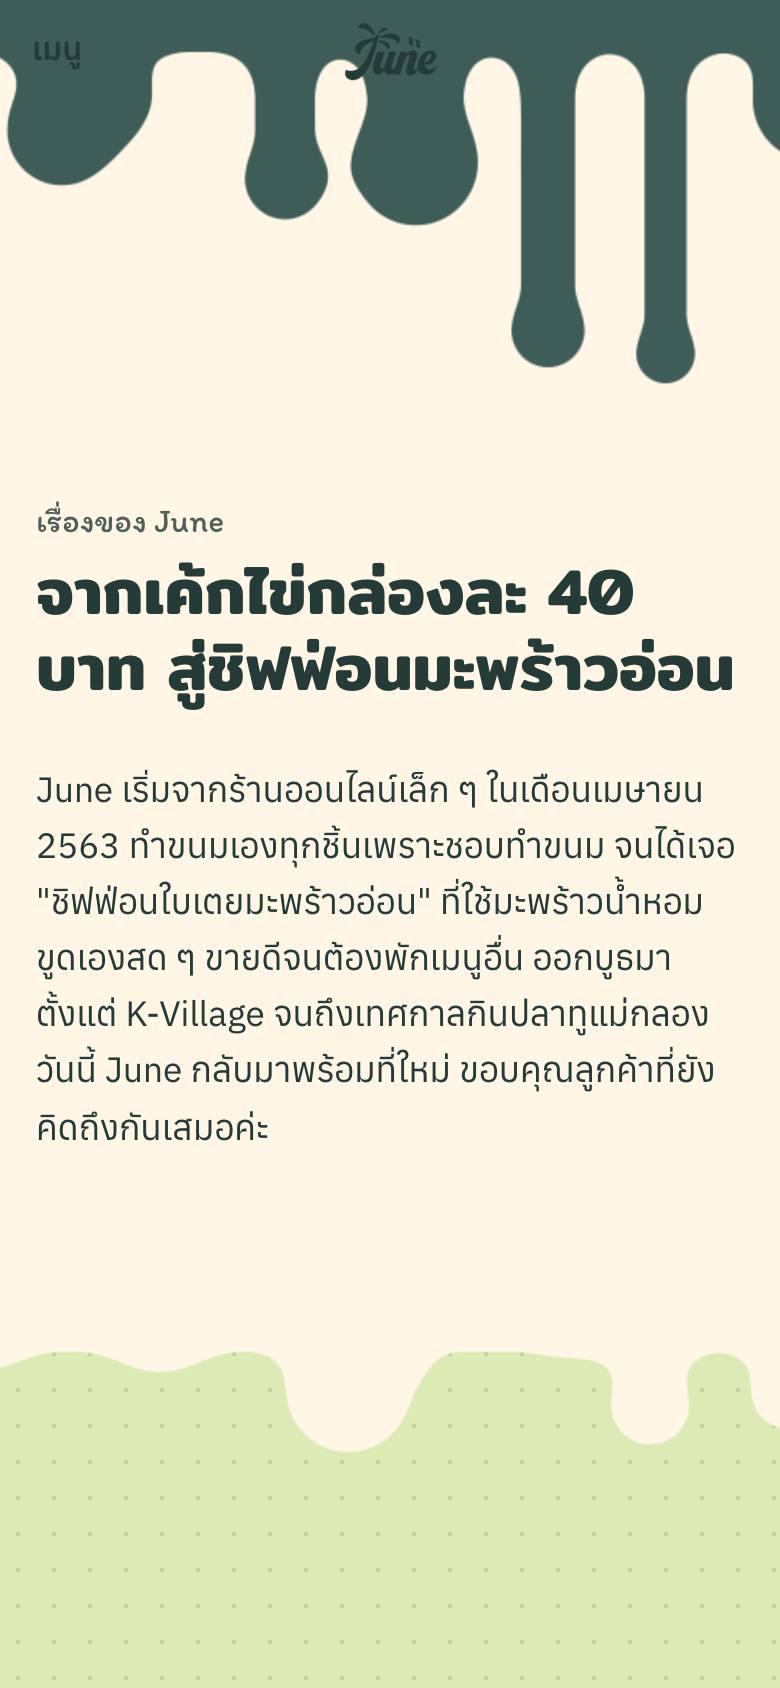 เมนู
June
เรื่องของ June
จากเค้กไข่กล่องละ 40
บาท สู่ชิฟฟ่อนมะพร้าวอ่อน
June เริ่มจากร้านออนไลน์เล็ก ๆ ในเดือนเมษายน
2563 ทำขนมเองทุกชิ้นเพราะชอบทำขนม จนได้เจอ
"ชิฟฟ่อนใบเตยมะพร้าวอ่อน" ที่ใช้มะพร้าวน้ำหอม
ขูดเองสด ๆ ขายดีจนต้องพักเมนูอื่น ออกบูธมา
ตั้งแต่ K-Village จนถึงเทศกาลกินปลาทูแม่กลอง
วันนี้ June กลับมาพร้อมที่ใหม่ ขอบคุณลูกค้าที่ยัง
คิดถึงกันเสมอค่ะ